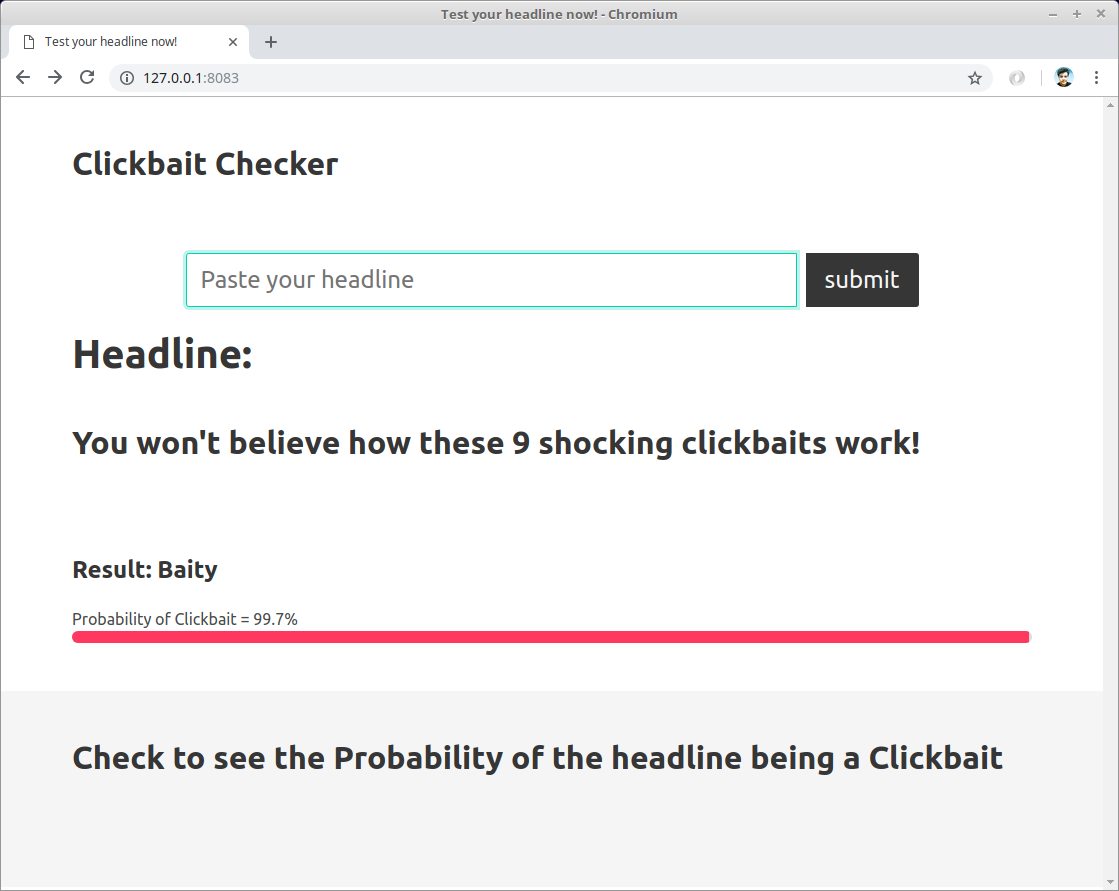 Test your headline now! - Chromium
Test your headline now!
127.0.0.1:8083
Clickbait Checker
Paste your headline
submit
Headline:
You won't believe how these 9 shocking clickbaits work!
Result: Baity
Probability of Clickbait = 99.7%
Check to see the Probability of the headline being a Clickbait